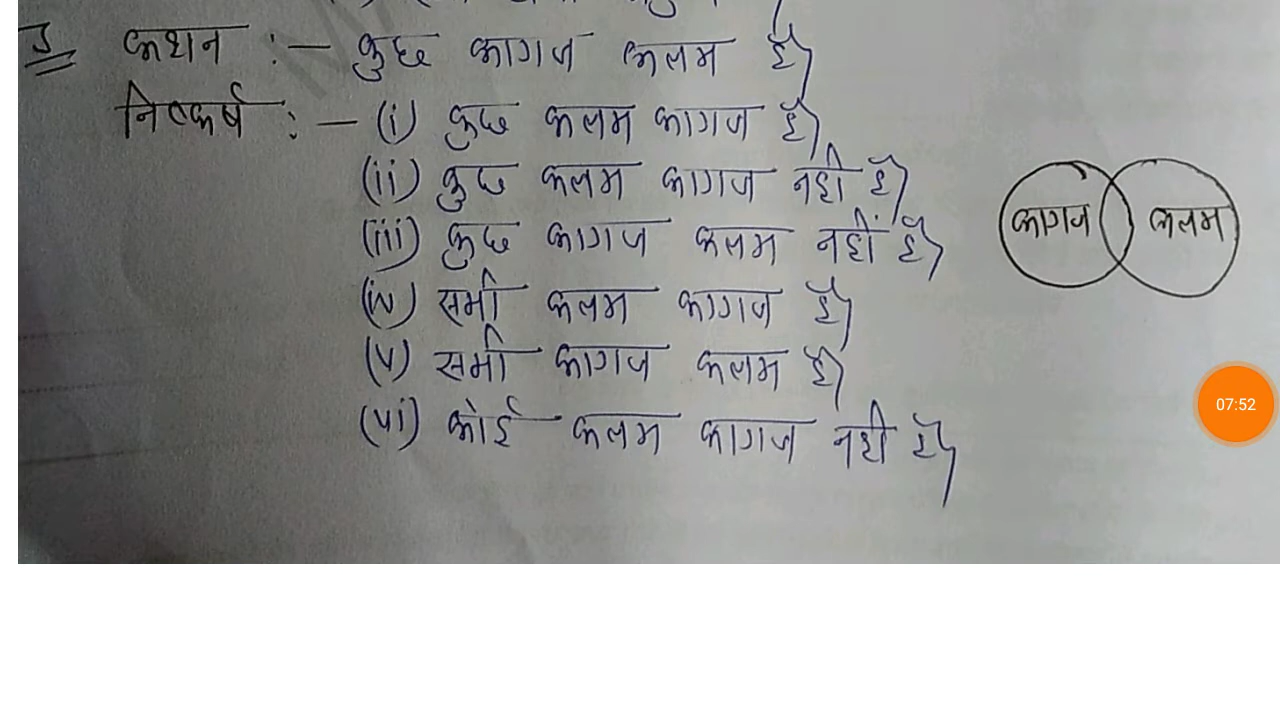 कथन :- कुछ कागज कलम है
निष्कर्ष :- (i) कुछ कलम कागज है
(ii) कुछ कलम कागज नही है
(iii) कुछ कागज कलम नहीं है
(iv) सभी कलम कागज है
(v) सभी कागज कलम है
(vi) कोई कलम कागज नही है
कागज कलम
07:52